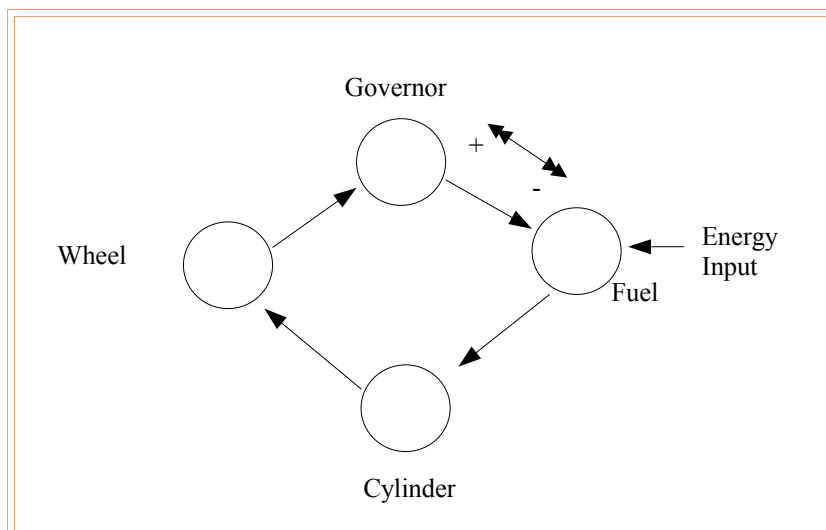 Governor
+
-
Wheel
Energy
Input
Fuel
Cylinder